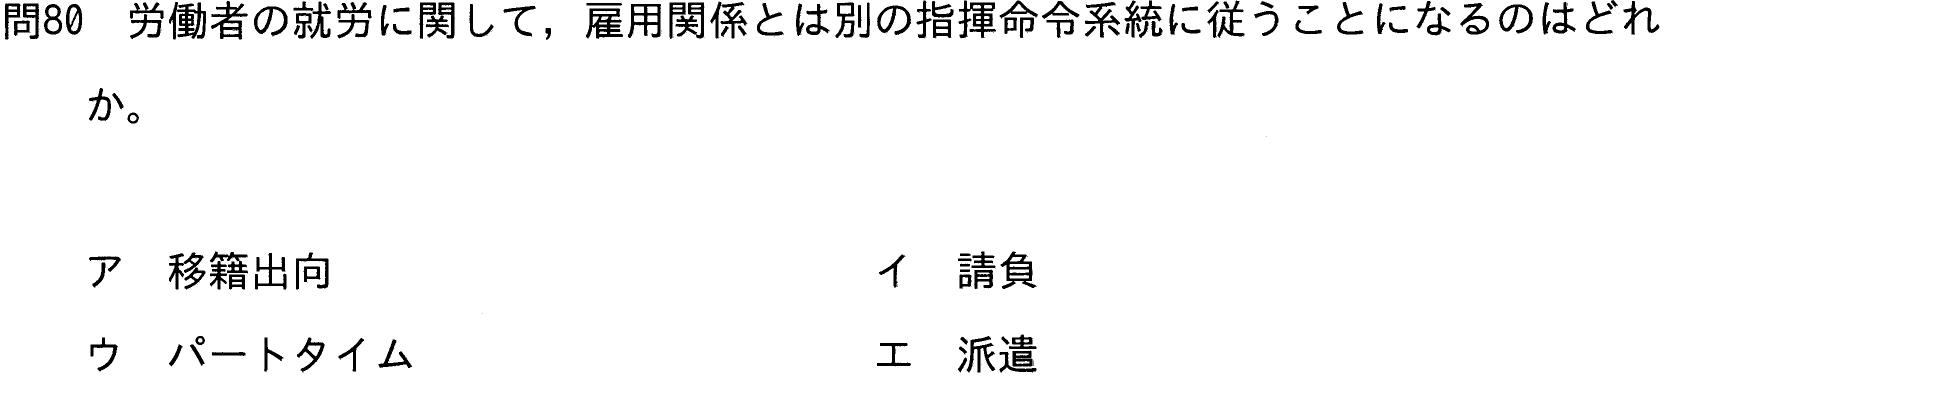 問80　労働者の就労に関して，雇用関係とは別の指揮命令系統に従うことになるのはどれ
か。
ア　移籍出向　イ　請負
ウ　パートタイム　エ　派遣